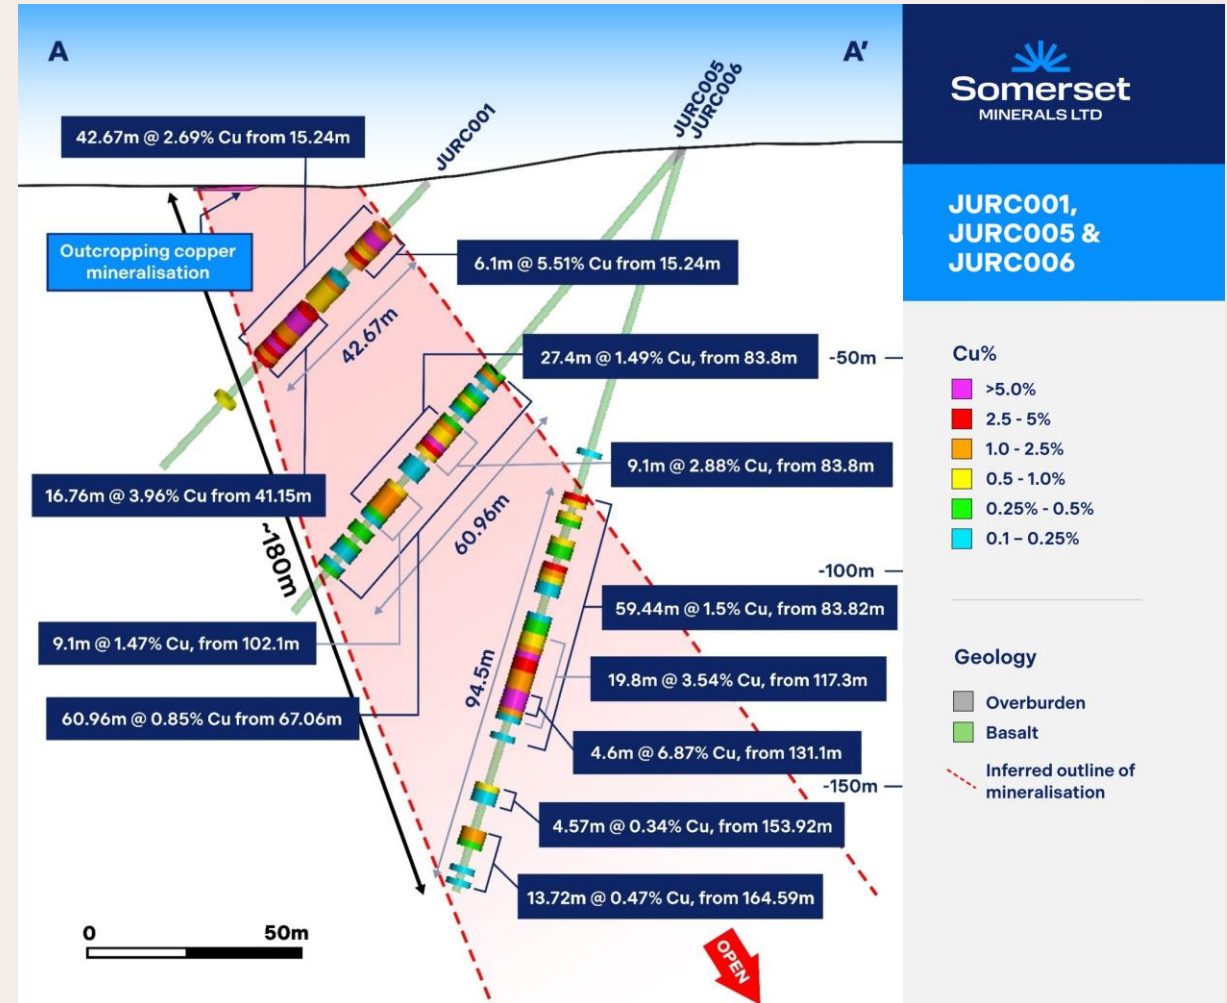 A
A'
JURC001
JURC005
JURC006
42.67m @ 2.69% Cu from 15.24m
Outcropping copper
mineralisation
6.1m @ 5.51% Cu from 15.24m
42.67m
27.4m @ 1.49% Cu, from 83.8m
-50m
9.1m @ 2.88% Cu, from 83.8m
16.76m @ 3.96% Cu from 41.15m
60.96m
~180m
-100m
59.44m @ 1.5% Cu, from 83.82m
9.1m @ 1.47% Cu, from 102.1m
94.5m
19.8m @ 3.54% Cu, from 117.3m
60.96m @ 0.85% Cu from 67.06m
4.6m @ 6.87% Cu, from 131.1m
-150m
4.57m @ 0.34% Cu, from 153.92m
13.72m @ 0.47% Cu, from 164.59m
0
50m
OPEN
Somerset
MINERALS LTD
JURC001,
JURC005 &
JURC006
Cu%
>5.0%
2.5 - 5%
1.0 - 2.5%
0.5 - 1.0%
0.25% - 0.5%
0.1 – 0.25%
Geology
Overburden
Basalt
Inferred outline of
mineralisation